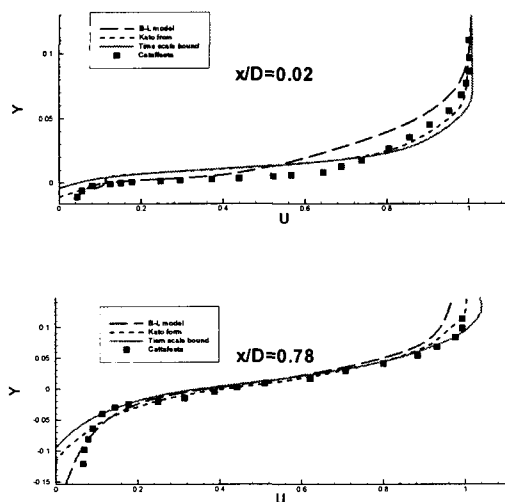 B-L model
Kato from
Time scale bound
Cattafesta
x/D=0.02
Y
0.1
0.05
0
0 0.2 0.4 0.6 0.8 1
U
B-L model
Kato form
Tiem scale bound
Cattafesta
x/D=0.78
Y
0.1
0.05
0
-0.05
-0.1
-0.15
0 0.2 0.4 0.6 0.8 1
U